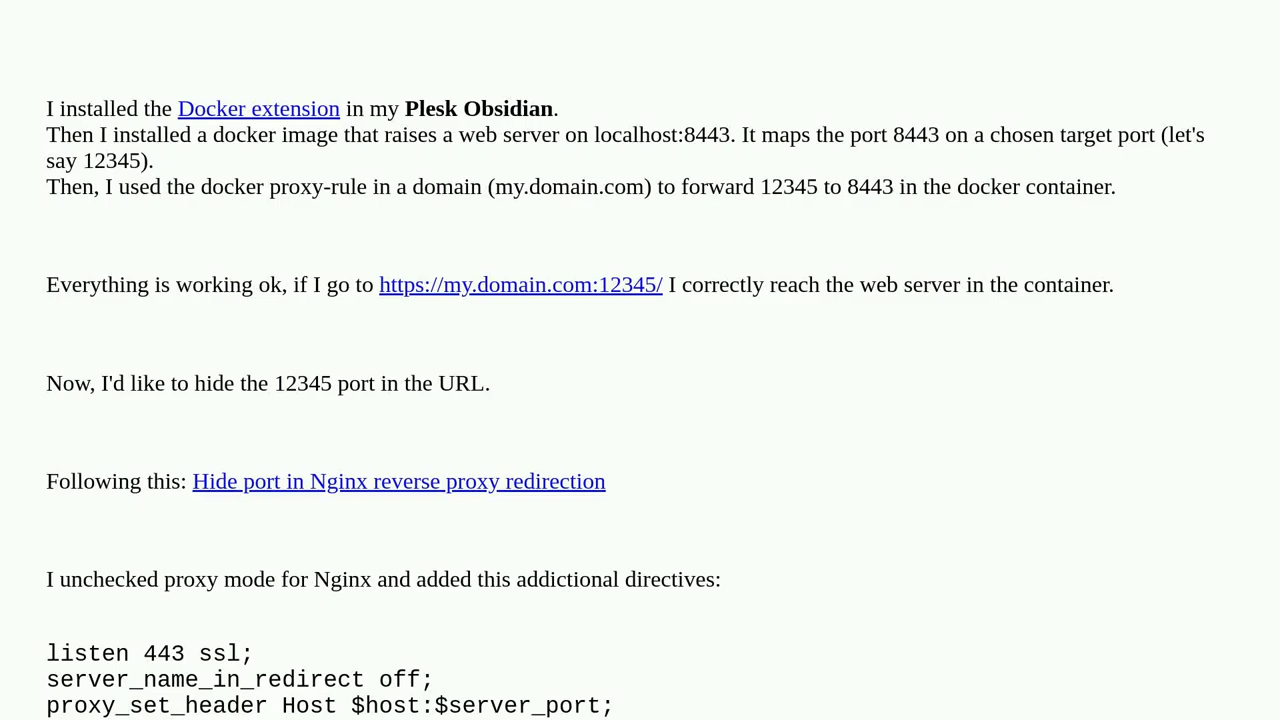 I installed the Docker extension in my Plesk Obsidian.
Then I installed a docker image that raises a web server on localhost:8443. It maps the port 8443 on a chosen target port (let's
say 12345).
Then, I used the docker proxy-rule in a domain (my.domain.com) to forward 12345 to 8443 in the docker container.
Everything is working ok, if I go to https://my.domain.com:12345/ I correctly reach the web server in the container.
Now, I'd like to hide the 12345 port in the URL.
Following this: Hide port in Nginx reverse proxy redirection
I unchecked proxy mode for Nginx and added this addictional directives:
listen 443 ssl;
server_name_in_redirect off;
proxy_set_header Host $host:$server_port;